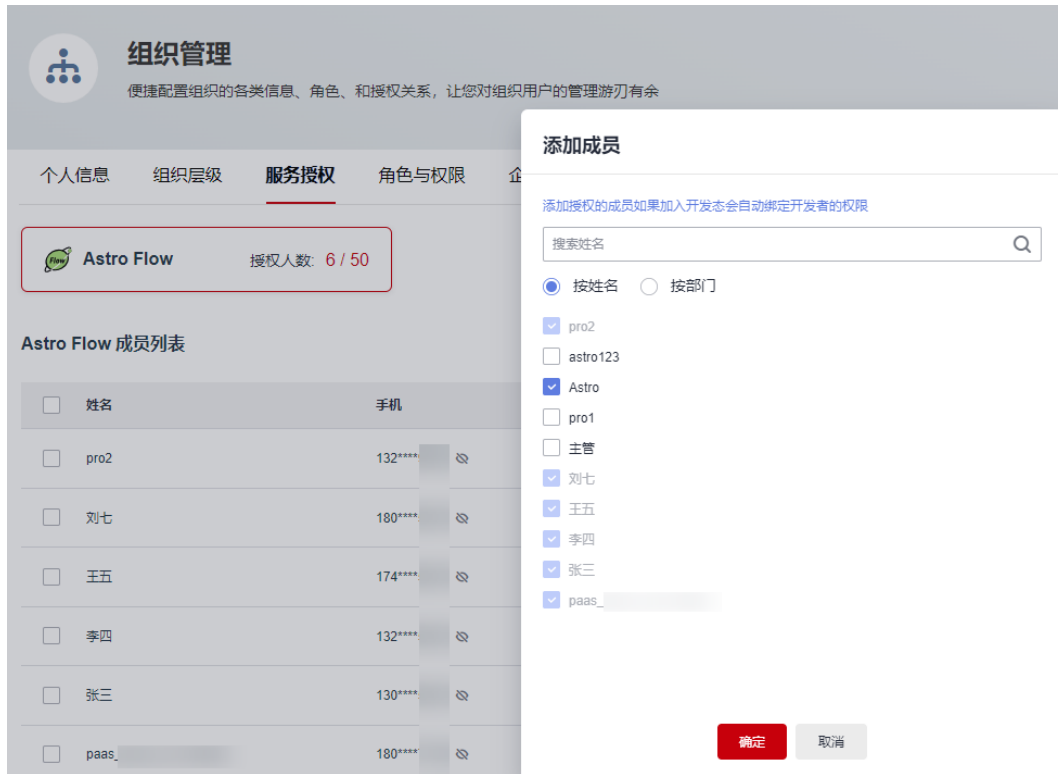 组织管理
便捷配置组织的各类信息、角色、和授权关系，让您对组织用户的管理游刃有余
个人信息 组织层级 服务授权 角色与权限 企
Flow Astro Flow 授权人数: 6 / 50
Astro Flow 成员列表
姓名 手机
pro2 132****
刘七 180****
王五 174****
李四 132****
张三 130****
paas_ 180****
添加成员
添加授权的成员如果加入开发态会自动绑定开发者的权限
搜索姓名
按姓名 按部门
pro2
astro123
Astro
pro1
主管
刘七
王五
李四
张三
paas_
确定 取消